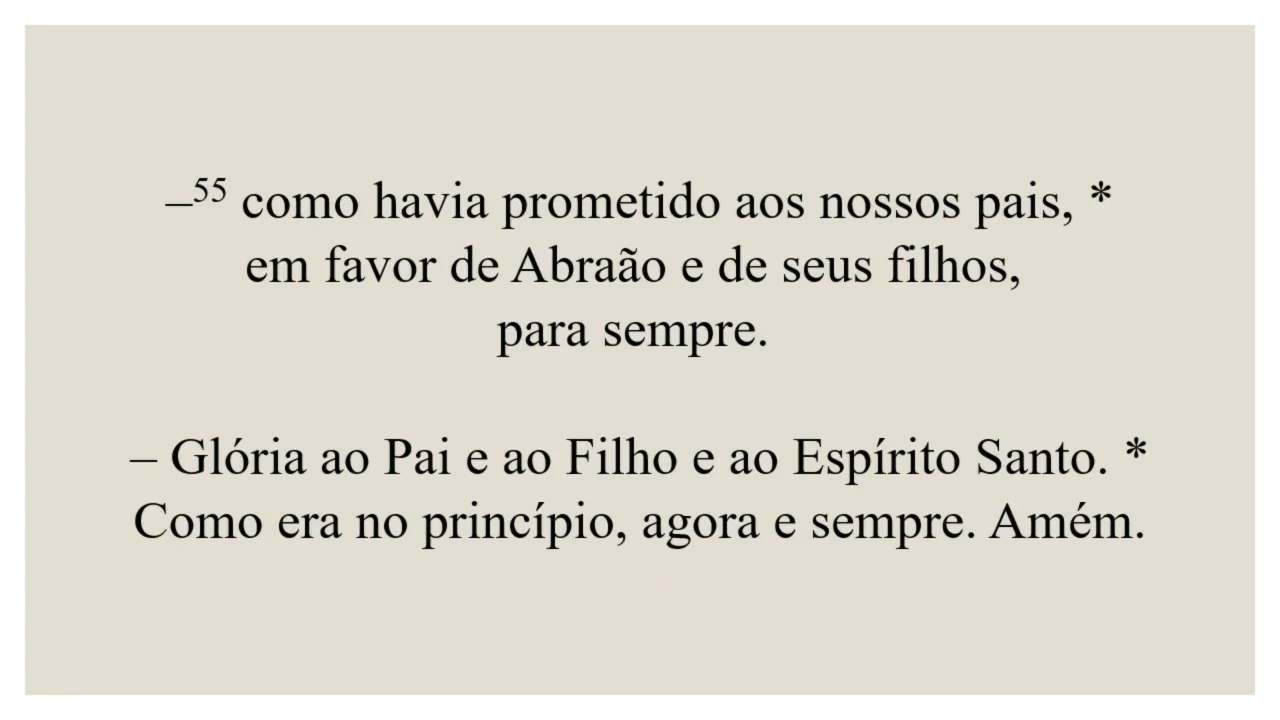 –⁵⁵ como havia prometido aos nossos pais, *
em favor de Abraão e de seus filhos,
para sempre.
– Glória ao Pai e ao Filho e ao Espírito Santo. *
Como era no princípio, agora e sempre. Amém.